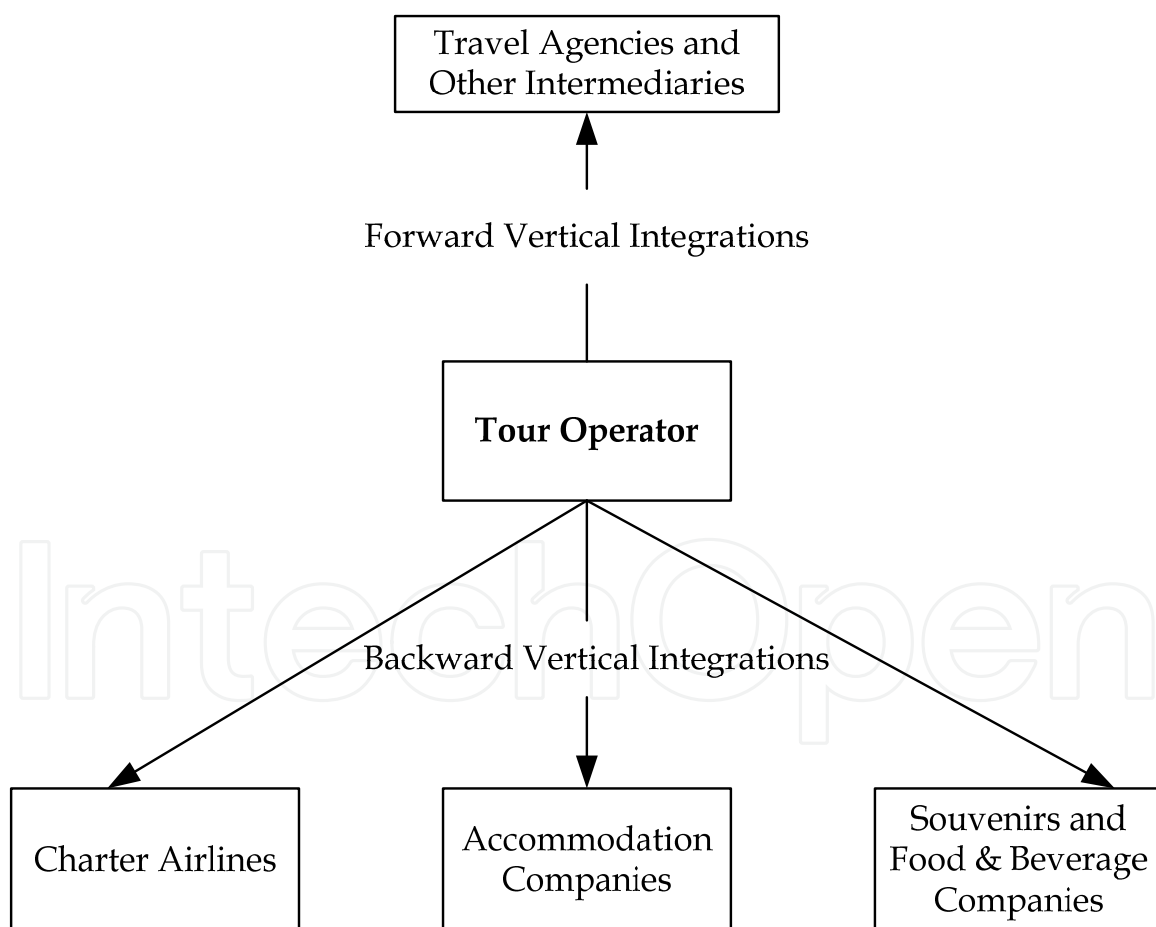 Travel Agencies and
Other Intermediaries
Forward Vertical Integrations
Tour Operator
IntechOpen
Backward Vertical Integrations
Charter Airlines
Accommodation
Companies
Souvenirs and
Food & Beverage
Companies